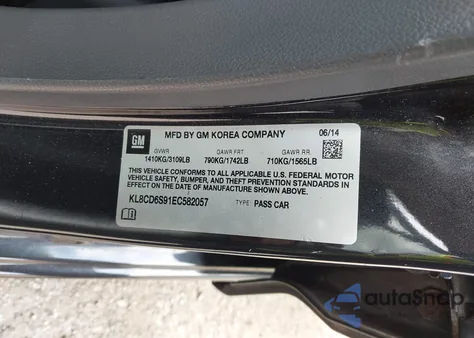 GM
MFD BY GM KOREA COMPANY 06/14
GVWR GAWR FRT GAWR RR
1410KG/3109LB 790KG/1742LB 710KG/1565LB
THIS VEHICLE CONFORMS TO ALL APPLICABLE U.S. FEDERAL MOTOR
VEHICLE SAFETY, BUMPER, AND THEFT PREVENTION STANDARDS IN
EFFECT ON THE DATE OF MANUFACTURE SHOWN ABOVE.
KL8CD6S91EC582057 TYPE: PASS CAR
autoSnap